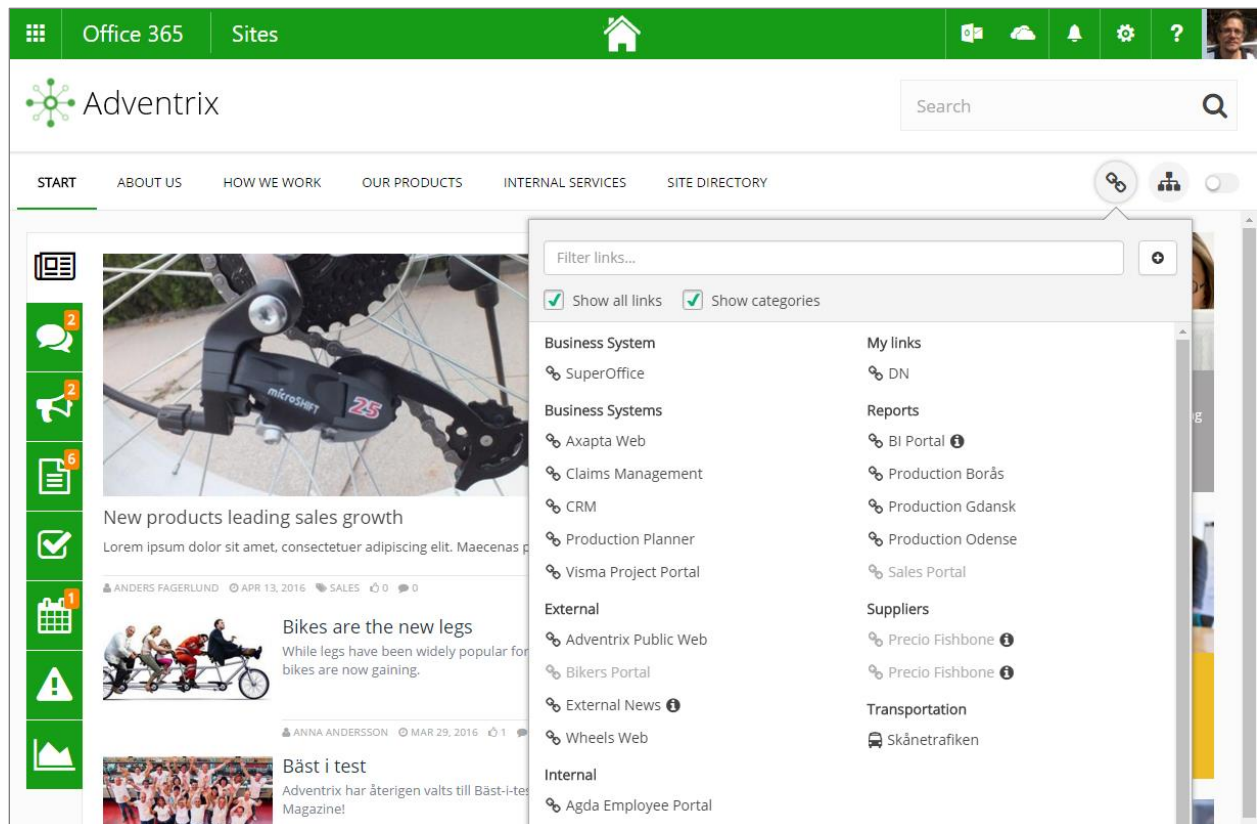 Office 365
Sites
?
Adventrix
Search
START
ABOUT US
HOW WE WORK
OUR PRODUCTS
INTERNAL SERVICES
SITE DIRECTORY
Filter links...
Show all links
Show categories
2
2
6
1
microSHIFT
25
New products leading sales growth
Lorem ipsum dolor sit amet, consectetuer adipiscing elit. Maecenas
ANDERS FAGERLUND APR 13, 2016 SALES 0 0
Bikes are the new legs
While legs have been widely popular for
bikes are now gaining.
ANNA ANDERSSON MAR 29, 2016 1
Bäst i test
Adventrix har återigen valts till Bäst-i-tes
Magazine!
Business System
SuperOffice
Business Systems
Axapta Web
Claims Management
CRM
Production Planner
Visma Project Portal
External
Adventrix Public Web
Bikers Portal
External News
Wheels Web
Internal
Agda Employee Portal
My links
DN
Reports
BI Portal
Production Borås
Production Gdansk
Production Odense
Sales Portal
Suppliers
Precio Fishbone
Precio Fishbone
Transportation
Skånetrafiken